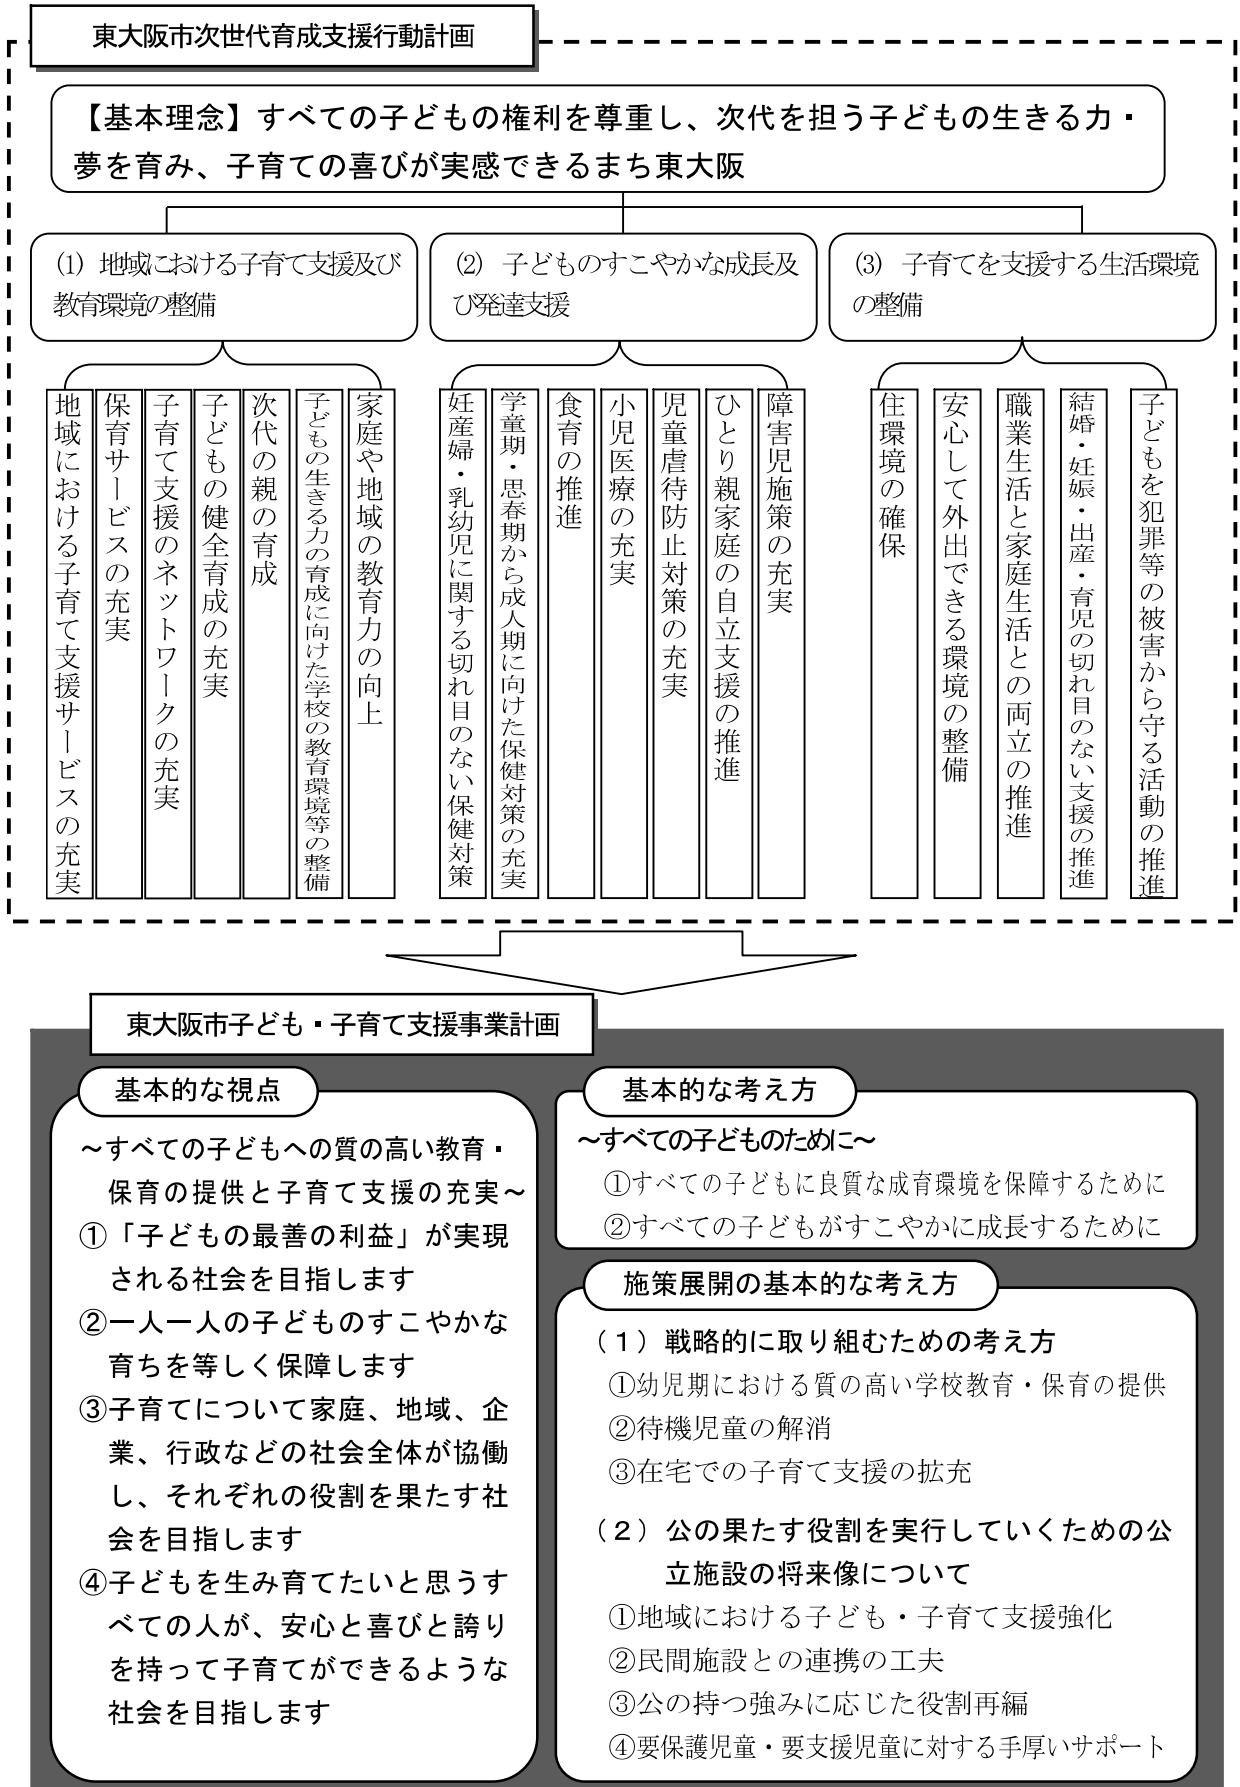 東大阪市次世代育成支援行動計画
【基本理念】すべての子どもの権利を尊重し、次代を担う子どもの生きる力・
夢を育み、子育ての喜びが実感できるまち東大阪
(1) 地域における子育て支援及び
教育環境の整備
(2) 子どものすこやかな成長及
び発達支援
(3) 子育てを支援する生活環境
の整備
地域における子育て支援サービスの充実
保育サービスの充実
子育て支援のネットワークの充実
子どもの健全育成の充実
次代の親の育成
子どもの生きる力の育成に向けた学校の教育環境等の整備
家庭や地域の教育力の向上
妊産婦・乳幼児に関する切れ目のない保健対策
学童期・思春期から成人期に向けた保健対策の充実
食育の推進
小児医療の充実
児童虐待防止対策の充実
ひとり親家庭の自立支援の推進
障害児施策の充実
住環境の確保
安心して外出できる環境の整備
職業生活と家庭生活との両立の推進
結婚・妊娠・出産・育児の切れ目のない支援の推進
子どもを犯罪等の被害から守る活動の推進
東大阪市子ども・子育て支援事業計画
基本的な視点
～すべての子どもへの質の高い教育・
保育の提供と子育て支援の充実～
①「子どもの最善の利益」が実現
される社会を目指します
②一人一人の子どものすこやかな
育ちを等しく保障します
③子育てについて家庭、地域、企
業、行政などの社会全体が協働
し、それぞれの役割を果たす社
会を目指します
④子どもを生み育てたいと思うす
べての人が、安心と喜びと誇り
を持って子育てができるような
社会を目指します
基本的な考え方
～すべての子どものために～
①すべての子どもに良質な成育環境を保障するために
②すべての子どもがすこやかに成長するために
施策展開の基本的な考え方
（１）戦略的に取り組むための考え方
①幼児期における質の高い学校教育・保育の提供
②待機児童の解消
③在宅での子育て支援の拡充
（２）公の果たす役割を実行していくための公
立施設の将来像について
①地域における子ども・子育て支援強化
②民間施設との連携の工夫
③公の持つ強みに応じた役割再編
④要保護児童・要支援児童に対する手厚いサポート